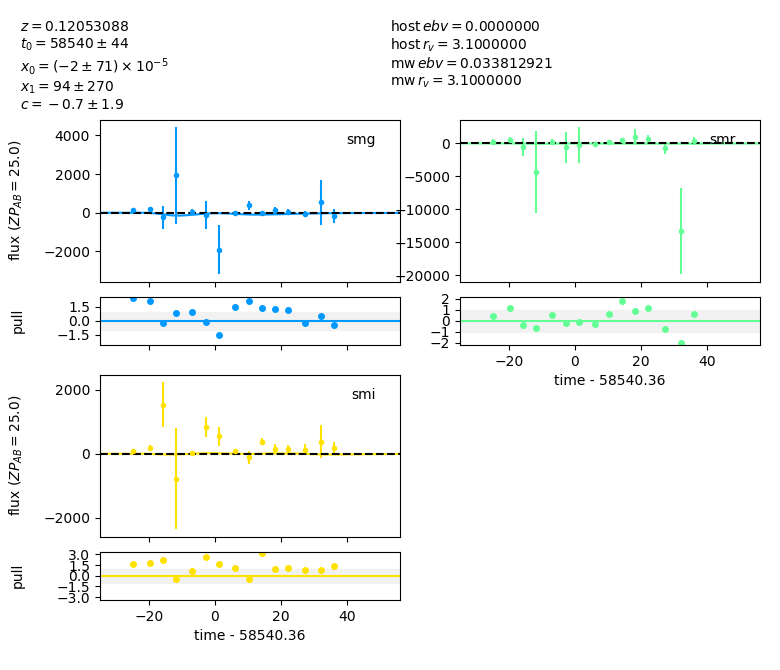 z = 0.12053088
t₀ = 58540 ± 44
x₀ = (−2 ± 71) × 10⁻⁵
x₁ = 94 ± 270
c = −0.7 ± 1.9
host ebv = 0.0000000
host r_v = 3.1000000
mw ebv = 0.033812921
mw r_v = 3.1000000
smg
4000
2000
0
−2000
flux (ZP_AB = 25.0)
1.5
0.0
−1.5
pull
smr
0
−5000
−10000
−15000
−20000
2
1
0
−1
−2
−20 0 20 40
time - 58540.36
smi
2000
0
−2000
flux (ZP_AB = 25.0)
3.0
1.5
0.0
−1.5
−3.0
pull
−20 0 20 40
time - 58540.36